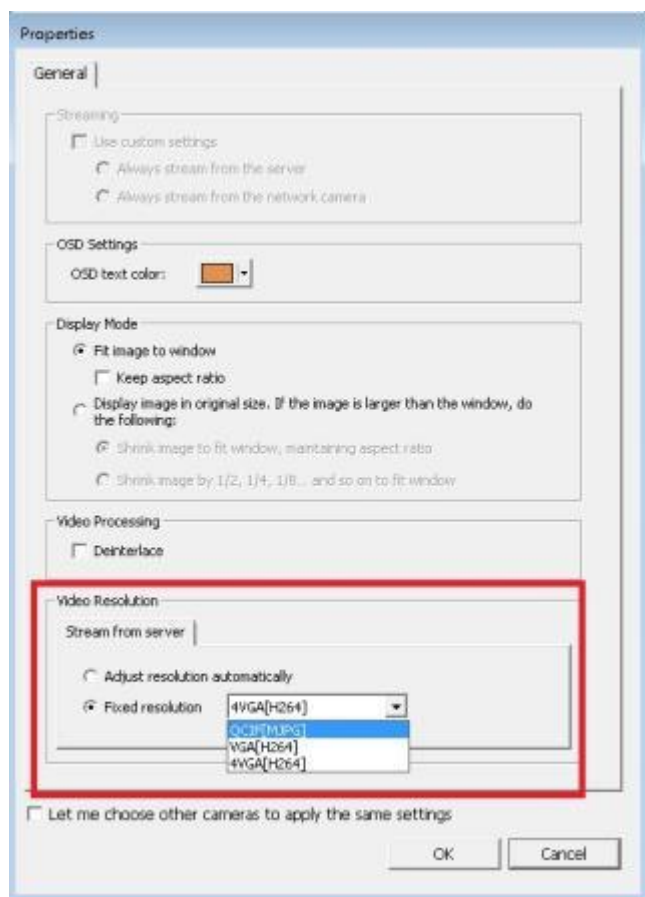 Properties
General
Streaming
Use custom settings
Always stream from the server
Always stream from the network camera
OSD Settings
OSD text color:
Display Mode
Fit image to window
Keep aspect ratio
Display image in original size. If the image is larger than the window, do
the following:
Shrink image to fit window, maintaining aspect ratio
Shrink image by 1/2, 1/4, 1/8... and so on to fit window
Video Processing
Deinterlace
Video Resolution
Stream from server
Adjust resolution automatically
Fixed resolution 4VGA[H264]
QCIF[MJPG]
VGA[H264]
4VGA[H264]
Let me choose other cameras to apply the same settings
OK Cancel